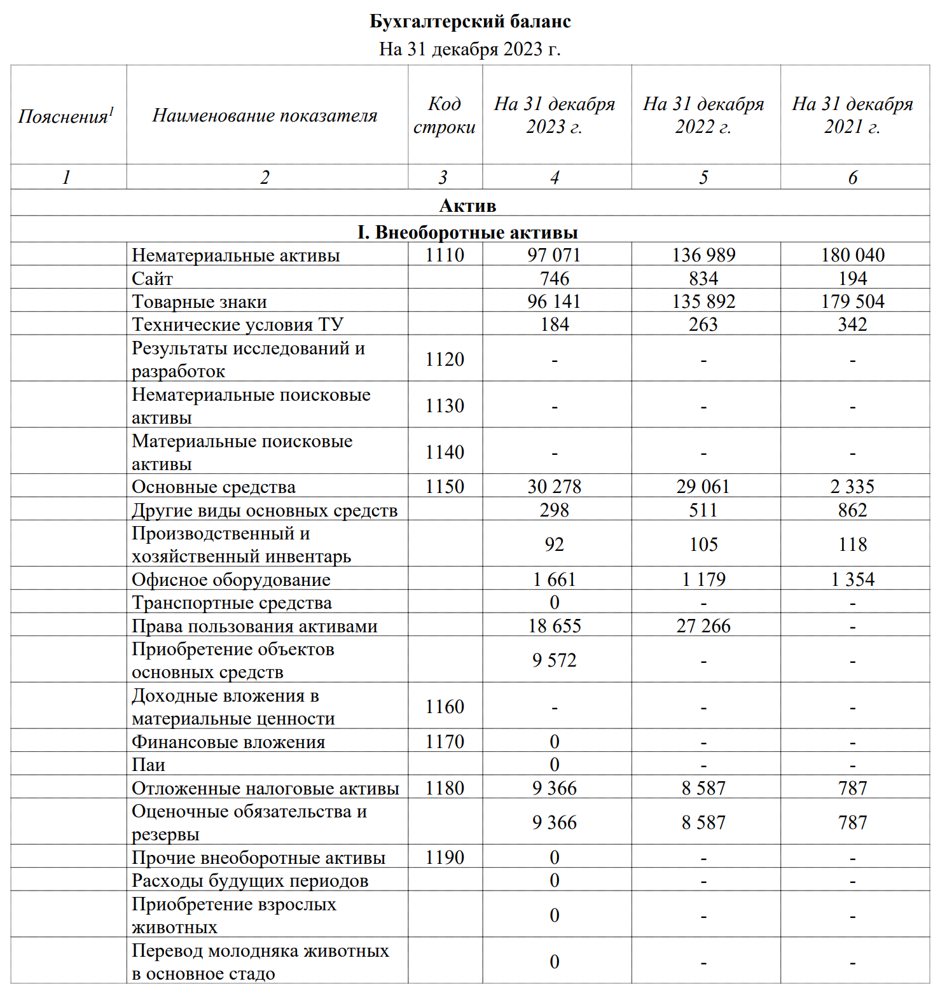 Бухгалтерский баланс
На 31 декабря 2023 г.
Пояснения¹ Наименование показателя Код строки На 31 декабря 2023 г. На 31 декабря 2022 г. На 31 декабря 2021 г.
1 2 3 4 5 6
Актив
I. Внеоборотные активы
Нематериальные активы 1110 97 071 136 989 180 040
Сайт 746 834 194
Товарные знаки 96 141 135 892 179 504
Технические условия ТУ 184 263 342
Результаты исследований и разработок 1120 - - -
Нематериальные поисковые активы 1130 - - -
Материальные поисковые активы 1140 - - -
Основные средства 1150 30 278 29 061 2 335
Другие виды основных средств 298 511 862
Производственный и хозяйственный инвентарь 92 105 118
Офисное оборудование 1 661 1 179 1 354
Транспортные средства 0 - -
Права пользования активами 18 655 27 266 -
Приобретение объектов основных средств 9 572 - -
Доходные вложения в материальные ценности 1160 - - -
Финансовые вложения 1170 0 - -
Паи 0 - -
Отложенные налоговые активы 1180 9 366 8 587 787
Оценочные обязательства и резервы 9 366 8 587 787
Прочие внеоборотные активы 1190 0 - -
Расходы будущих периодов 0 - -
Приобретение взрослых животных 0 - -
Перевод молодняка животных в основное стадо 0 - -